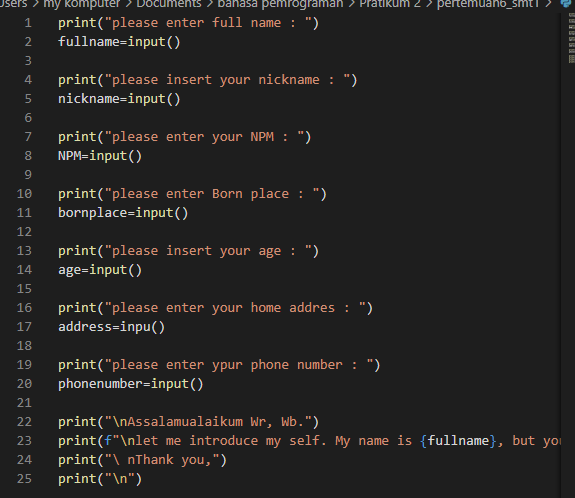 Users > my komputer > Documents > bahasa pemrograman > Pratikum 2 > pertemuan6_smt1 >
1 print("please enter full name : ")
2 fullname=input()
3
4 print("please insert your nickname : ")
5 nickname=input()
6
7 print("please enter your NPM : ")
8 NPM=input()
9
10 print("please enter Born place : ")
11 bornplace=input()
12
13 print("please insert your age : ")
14 age=input()
15
16 print("please enter your home addres : ")
17 address=inpu()
18
19 print("please enter ypur phone number : ")
20 phonenumber=input()
21
22 print("\nAssalamualaikum Wr, Wb.")
23 print(f"\nlet me introduce my self. My name is {fullname}, but you
24 print("\ nThank you,")
25 print("\n")